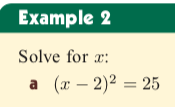 Example 2
Solve for x:
a (x − 2)² = 25